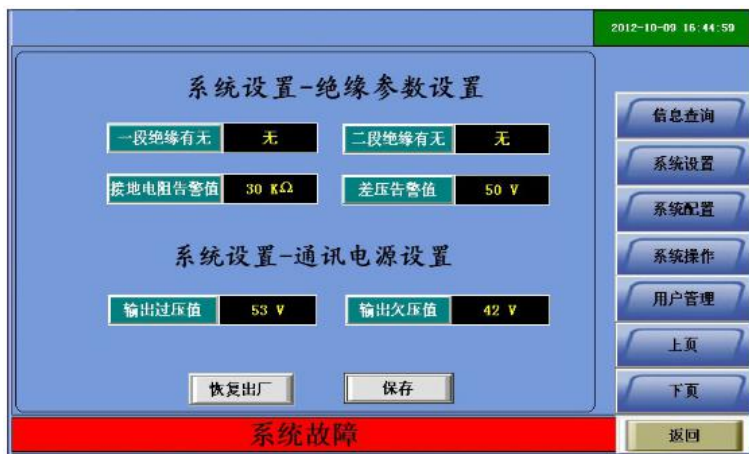 2012-10-09 16:44:59
系统设置-绝缘参数设置
一段绝缘有无 无 二段绝缘有无 无
接地电阻告警值 30 KΩ 差压告警值 50 V
系统设置-通讯电源设置
输出过压值 53 V 输出欠压值 42 V
恢复出厂 保存
系统故障
信息查询
系统设置
系统配置
系统操作
用户管理
上页
下页
返回